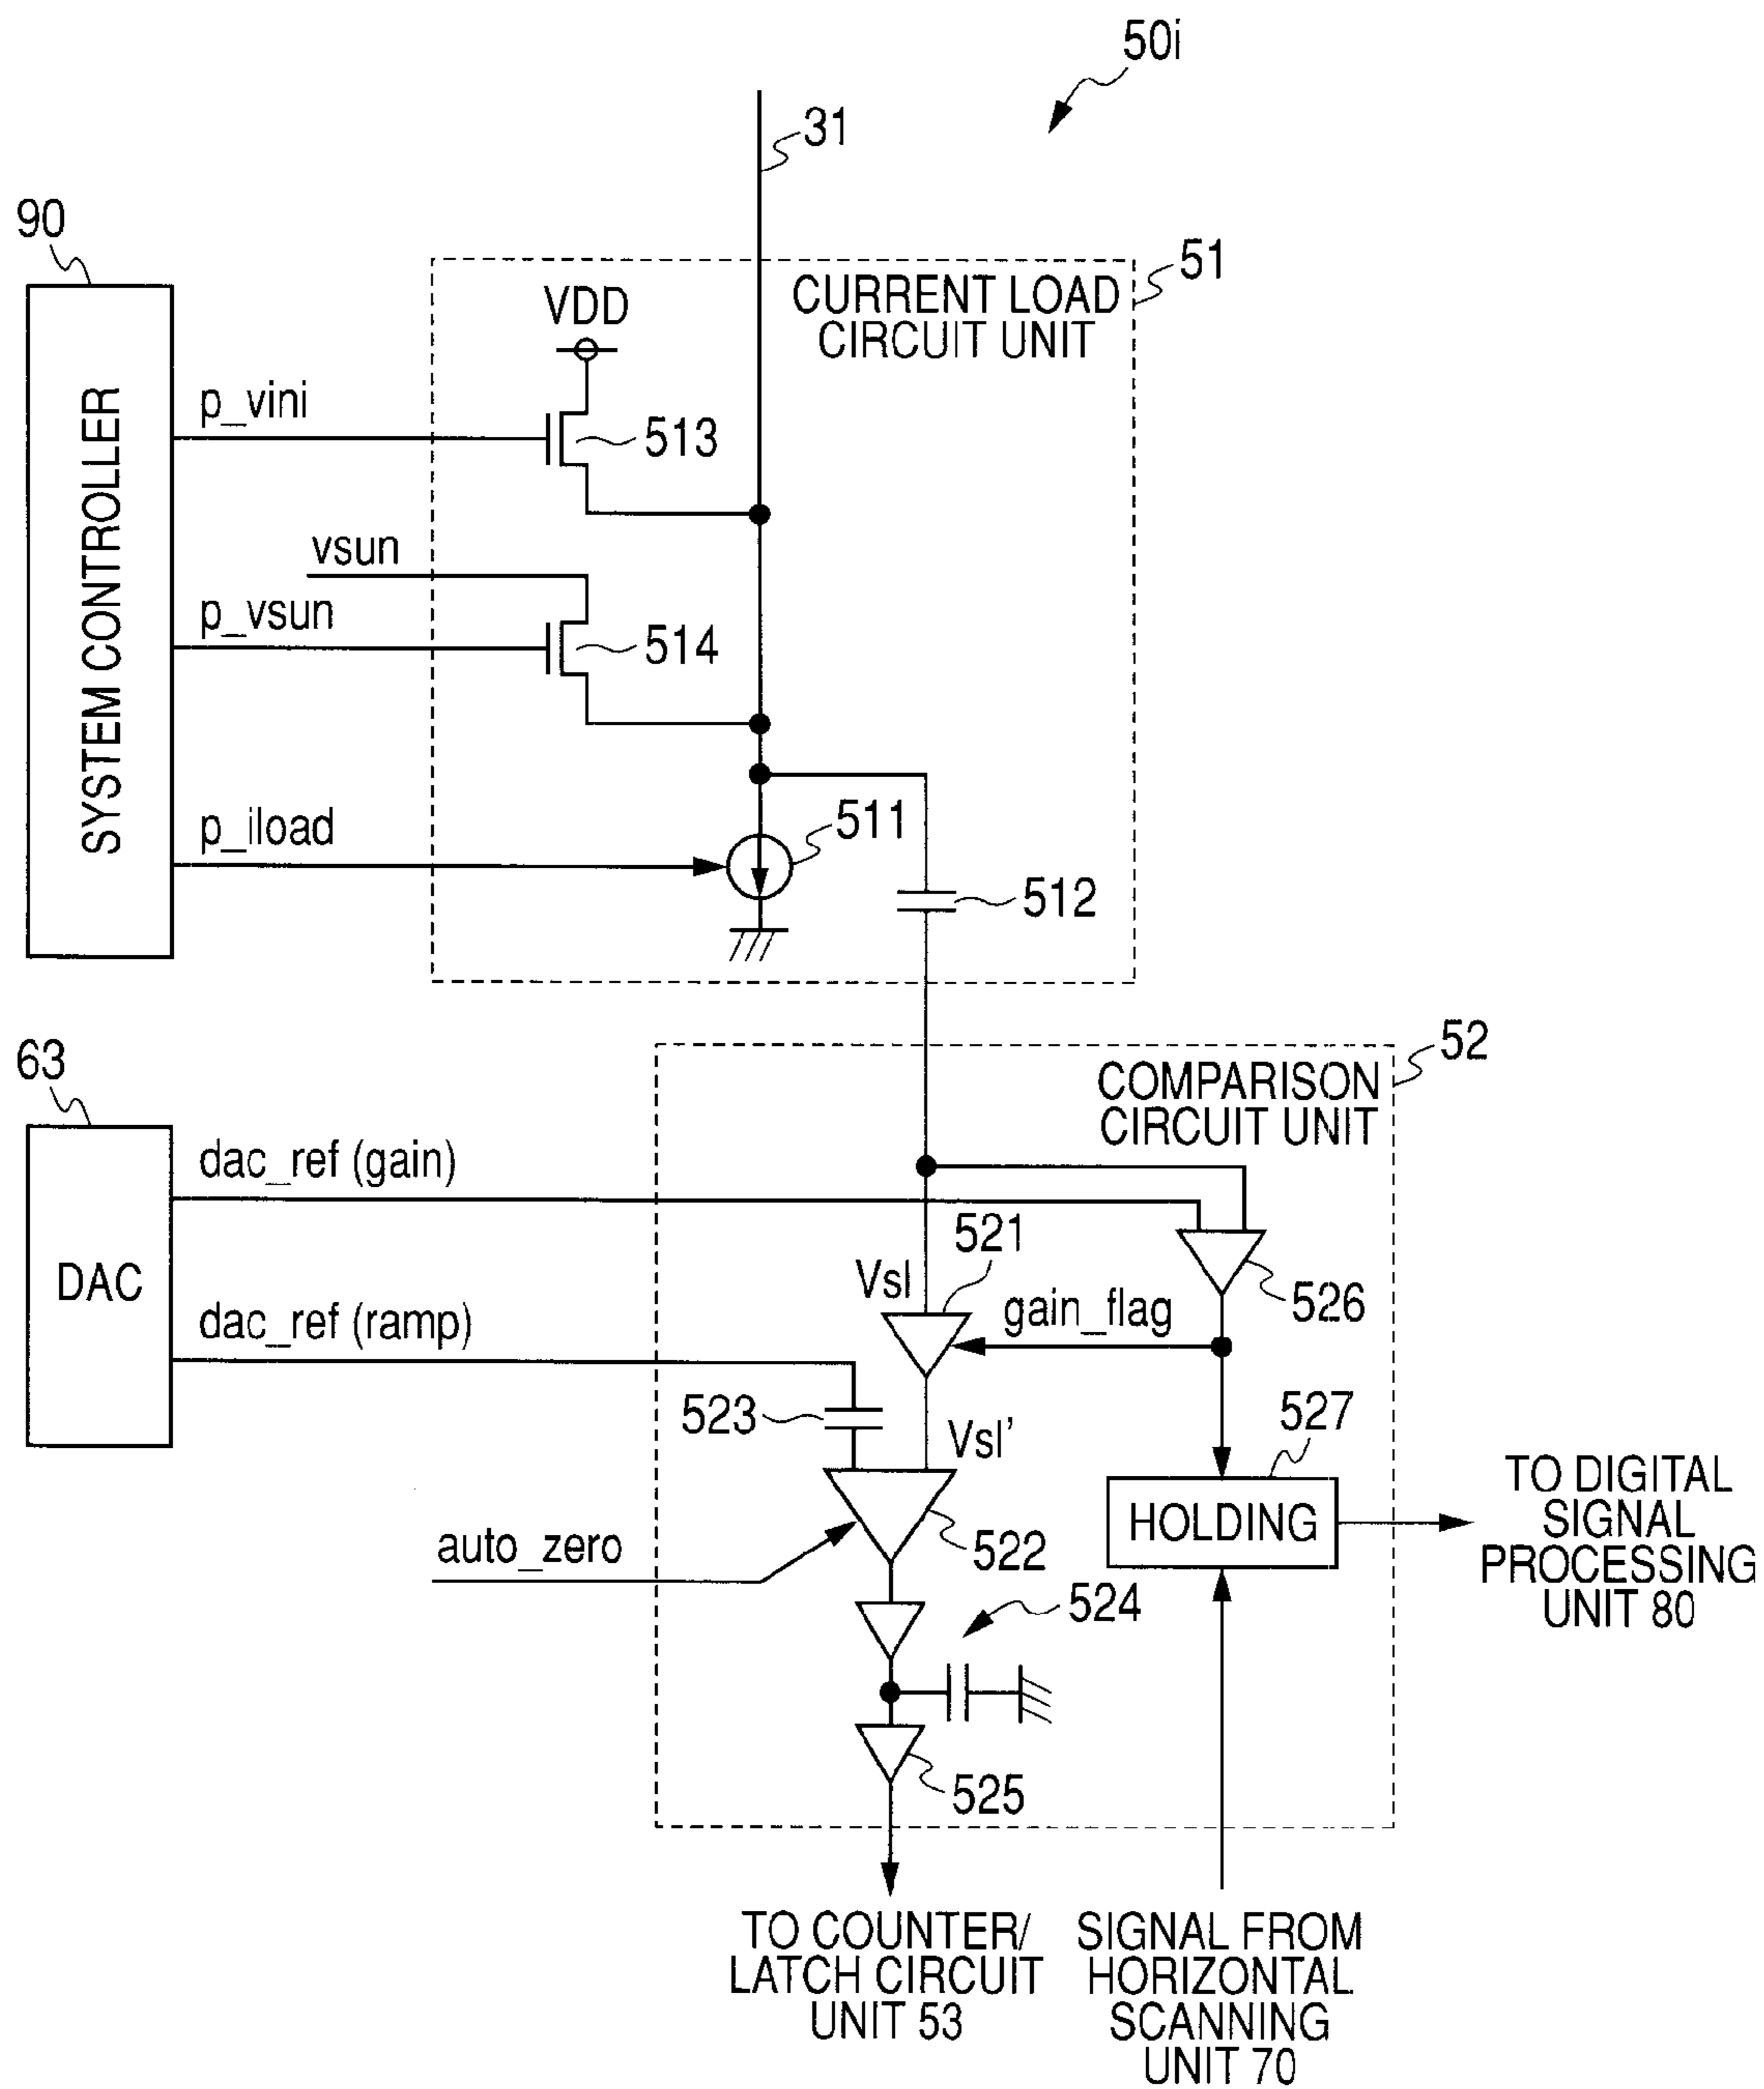 50i
31
90
51
CURRENT LOAD
CIRCUIT UNIT
VDD
SYSTEM CONTROLLER
p_vini
513
vsun
p_vsun
514
p_iload
511
512
63
52
COMPARISON
CIRCUIT UNIT
dac_ref (gain)
DAC
521
Vsl
526
gain_flag
dac_ref (ramp)
523
Vsl'
527
HOLDING
TO DIGITAL
SIGNAL
PROCESSING
UNIT 80
auto_zero
522
524
525
TO COUNTER/
LATCH CIRCUIT
UNIT 53
SIGNAL FROM
HORIZONTAL
SCANNING
UNIT 70